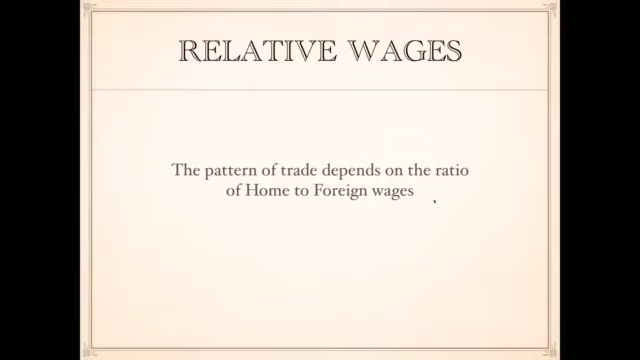 RELATIVE WAGES
The pattern of trade depends on the ratio
of Home to Foreign wages